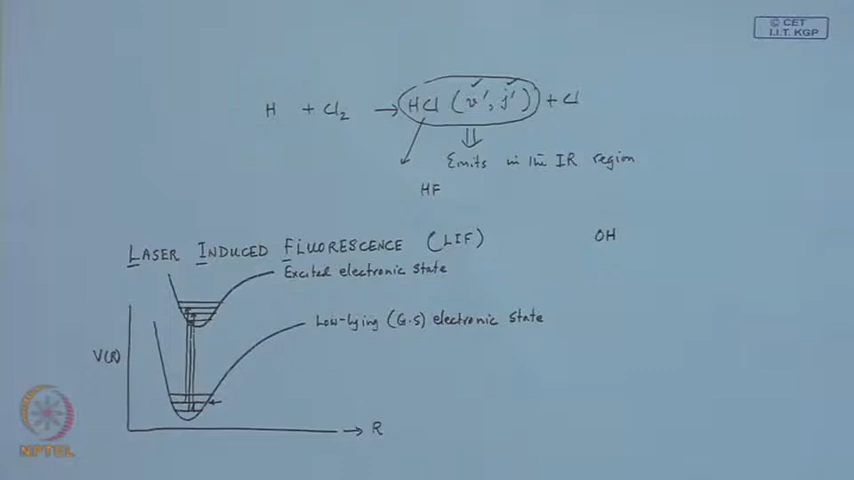 © CET
I.I.T. KGP
H + Cl₂ → HCl (v', j') + Cl
Emits in the IR region
HF
LASER INDUCED FLUORESCENCE (LIF)
OH
Excited electronic state
Low-lying (G.S) electronic state
V(R)
→ R
NPTEL